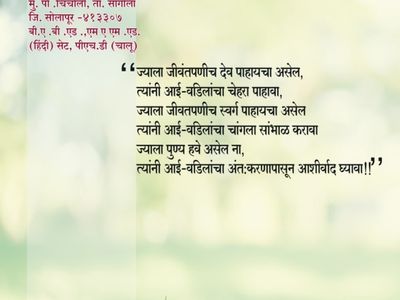 मु. पो .चिंचोली, ता. सांगोला
जि. सोलापूर -४१३३०७
बी.ए .बी .एड .,एम ए एम .एड.
(हिंदी) सेट, पीएच.डी (चालू)
“ज्याला जीवंतपणीच देव पाहायचा असेल,
त्यांनी आई-वडिलांचा चेहरा पाहावा,
ज्याला जीवंतपणीच स्वर्ग पाहायचा असेल
त्यांनी आई-वडिलांचा चांगला सांभाळ करावा
ज्याला पुण्य हवे असेल ना,
त्यांनी आई-वडिलांचा अंत:करणापासून आशीर्वाद घ्यावा!!”